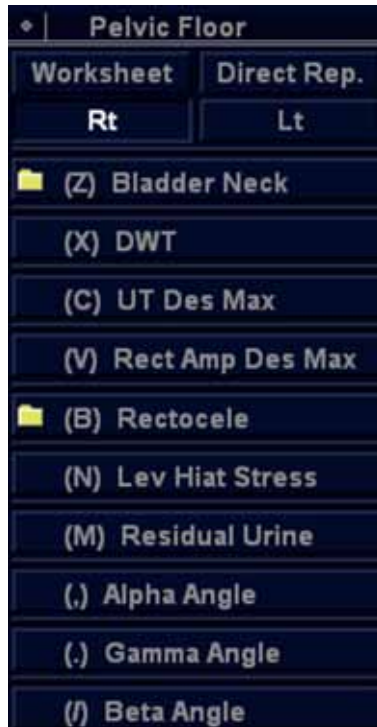 Pelvic Floor
Worksheet Direct Rep.
Rt Lt
(Z) Bladder Neck
(X) DWT
(C) UT Des Max
(V) Rect Amp Des Max
(B) Rectocele
(N) Lev Hiat Stress
(M) Residual Urine
(,) Alpha Angle
(.) Gamma Angle
(/) Beta Angle